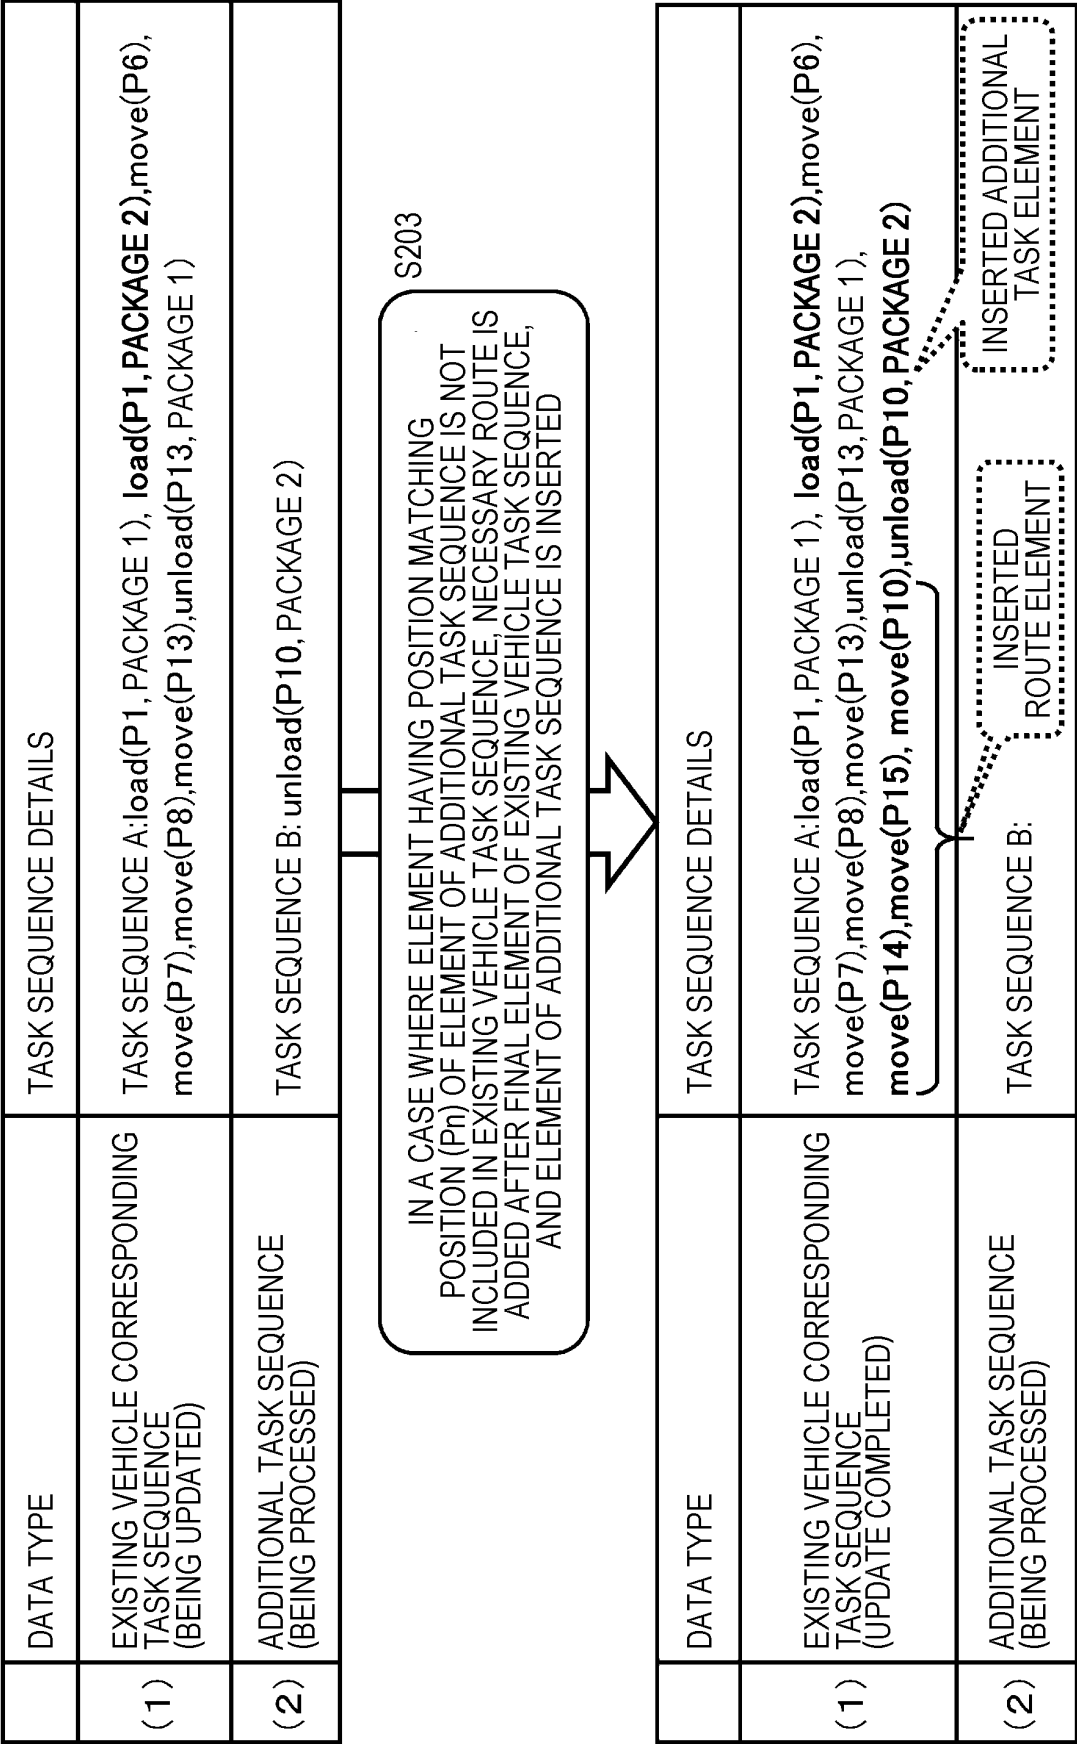 DATA TYPE
TASK SEQUENCE DETAILS
(1)
EXISTING VEHICLE CORRESPONDING
TASK SEQUENCE
(BEING UPDATED)
TASK SEQUENCE A:load(P1, PACKAGE 1), load(P1, PACKAGE 2),move(P6),
move(P7),move(P8),move(P13),unload(P13, PACKAGE 1)
(2)
ADDITIONAL TASK SEQUENCE
(BEING PROCESSED)
TASK SEQUENCE B: unload(P10, PACKAGE 2)
S203
IN A CASE WHERE ELEMENT HAVING POSITION MATCHING
POSITION (Pn) OF ELEMENT OF ADDITIONAL TASK SEQUENCE IS NOT
INCLUDED IN EXISTING VEHICLE TASK SEQUENCE, NECESSARY ROUTE IS
ADDED AFTER FINAL ELEMENT OF EXISTING VEHICLE TASK SEQUENCE,
AND ELEMENT OF ADDITIONAL TASK SEQUENCE IS INSERTED
DATA TYPE
TASK SEQUENCE DETAILS
(1)
EXISTING VEHICLE CORRESPONDING
TASK SEQUENCE
(UPDATE COMPLETED)
TASK SEQUENCE A:load(P1, PACKAGE 1), load(P1, PACKAGE 2),move(P6),
move(P7),move(P8),move(P13),unload(P13, PACKAGE 1),
move(P14),move(P15), move(P10),unload(P10, PACKAGE 2)
(2)
ADDITIONAL TASK SEQUENCE
(BEING PROCESSED)
TASK SEQUENCE B:
INSERTED
ROUTE ELEMENT
INSERTED ADDITIONAL
TASK ELEMENT